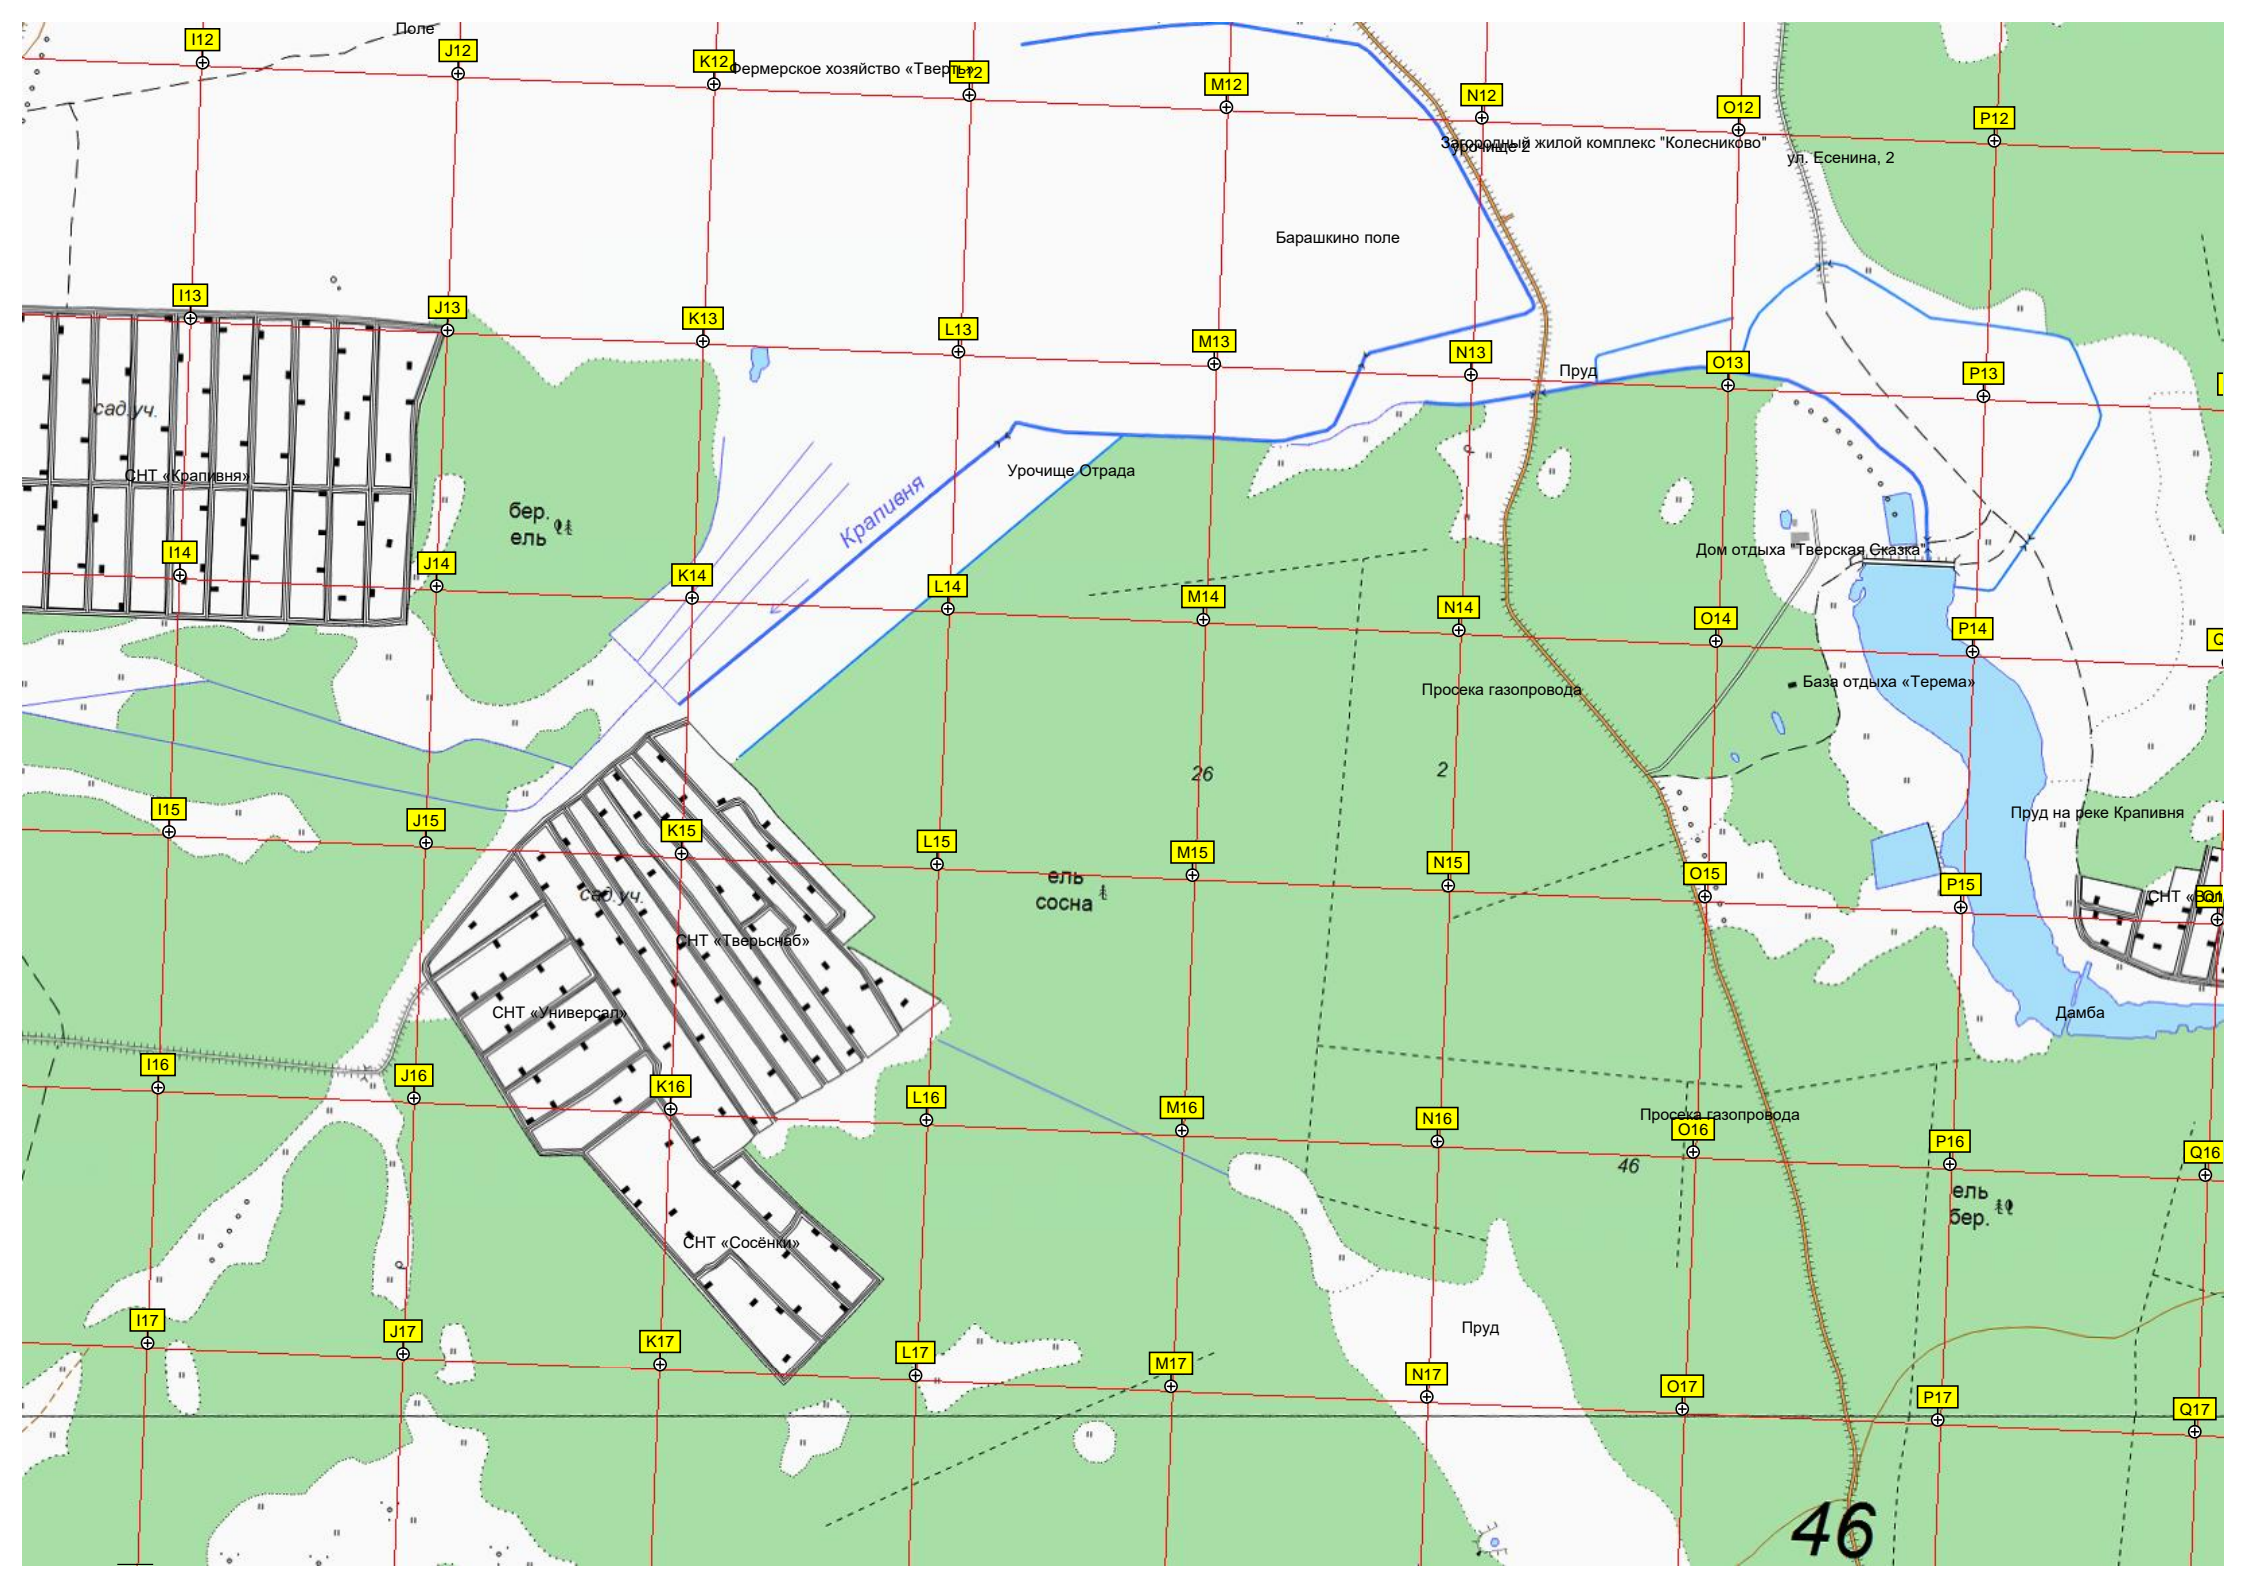 Поле
I12
J12
K12
Фермерское хозяйство «Тверть»
L12
M12
N12
O12
P12
Загородный жилой комплекс "Колесниково"
урочище 2
ул. Есенина, 2
Барашкино поле
I13
J13
K13
L13
M13
N13
Пруд
O13
P13
сад.уч.
СНТ «Крапивня»
Урочище Отрада
Крапивня
бер.
ель
I14
J14
K14
L14
M14
N14
O14
P14
Дом отдыха "Тверская Сказка"
База отдыха «Терема»
Просека газопровода
26
2
Пруд на реке Крапивня
I15
J15
K15
L15
M15
N15
O15
P15
ель
сосна
сад.уч.
СНТ «Тверьснаб»
СНТ «Универсал»
Дамба
I16
J16
K16
L16
M16
N16
Просека газопровода
O16
P16
Q16
46
ель
бер.
СНТ «Сосёнки»
Пруд
I17
J17
K17
L17
M17
N17
O17
P17
Q17
46